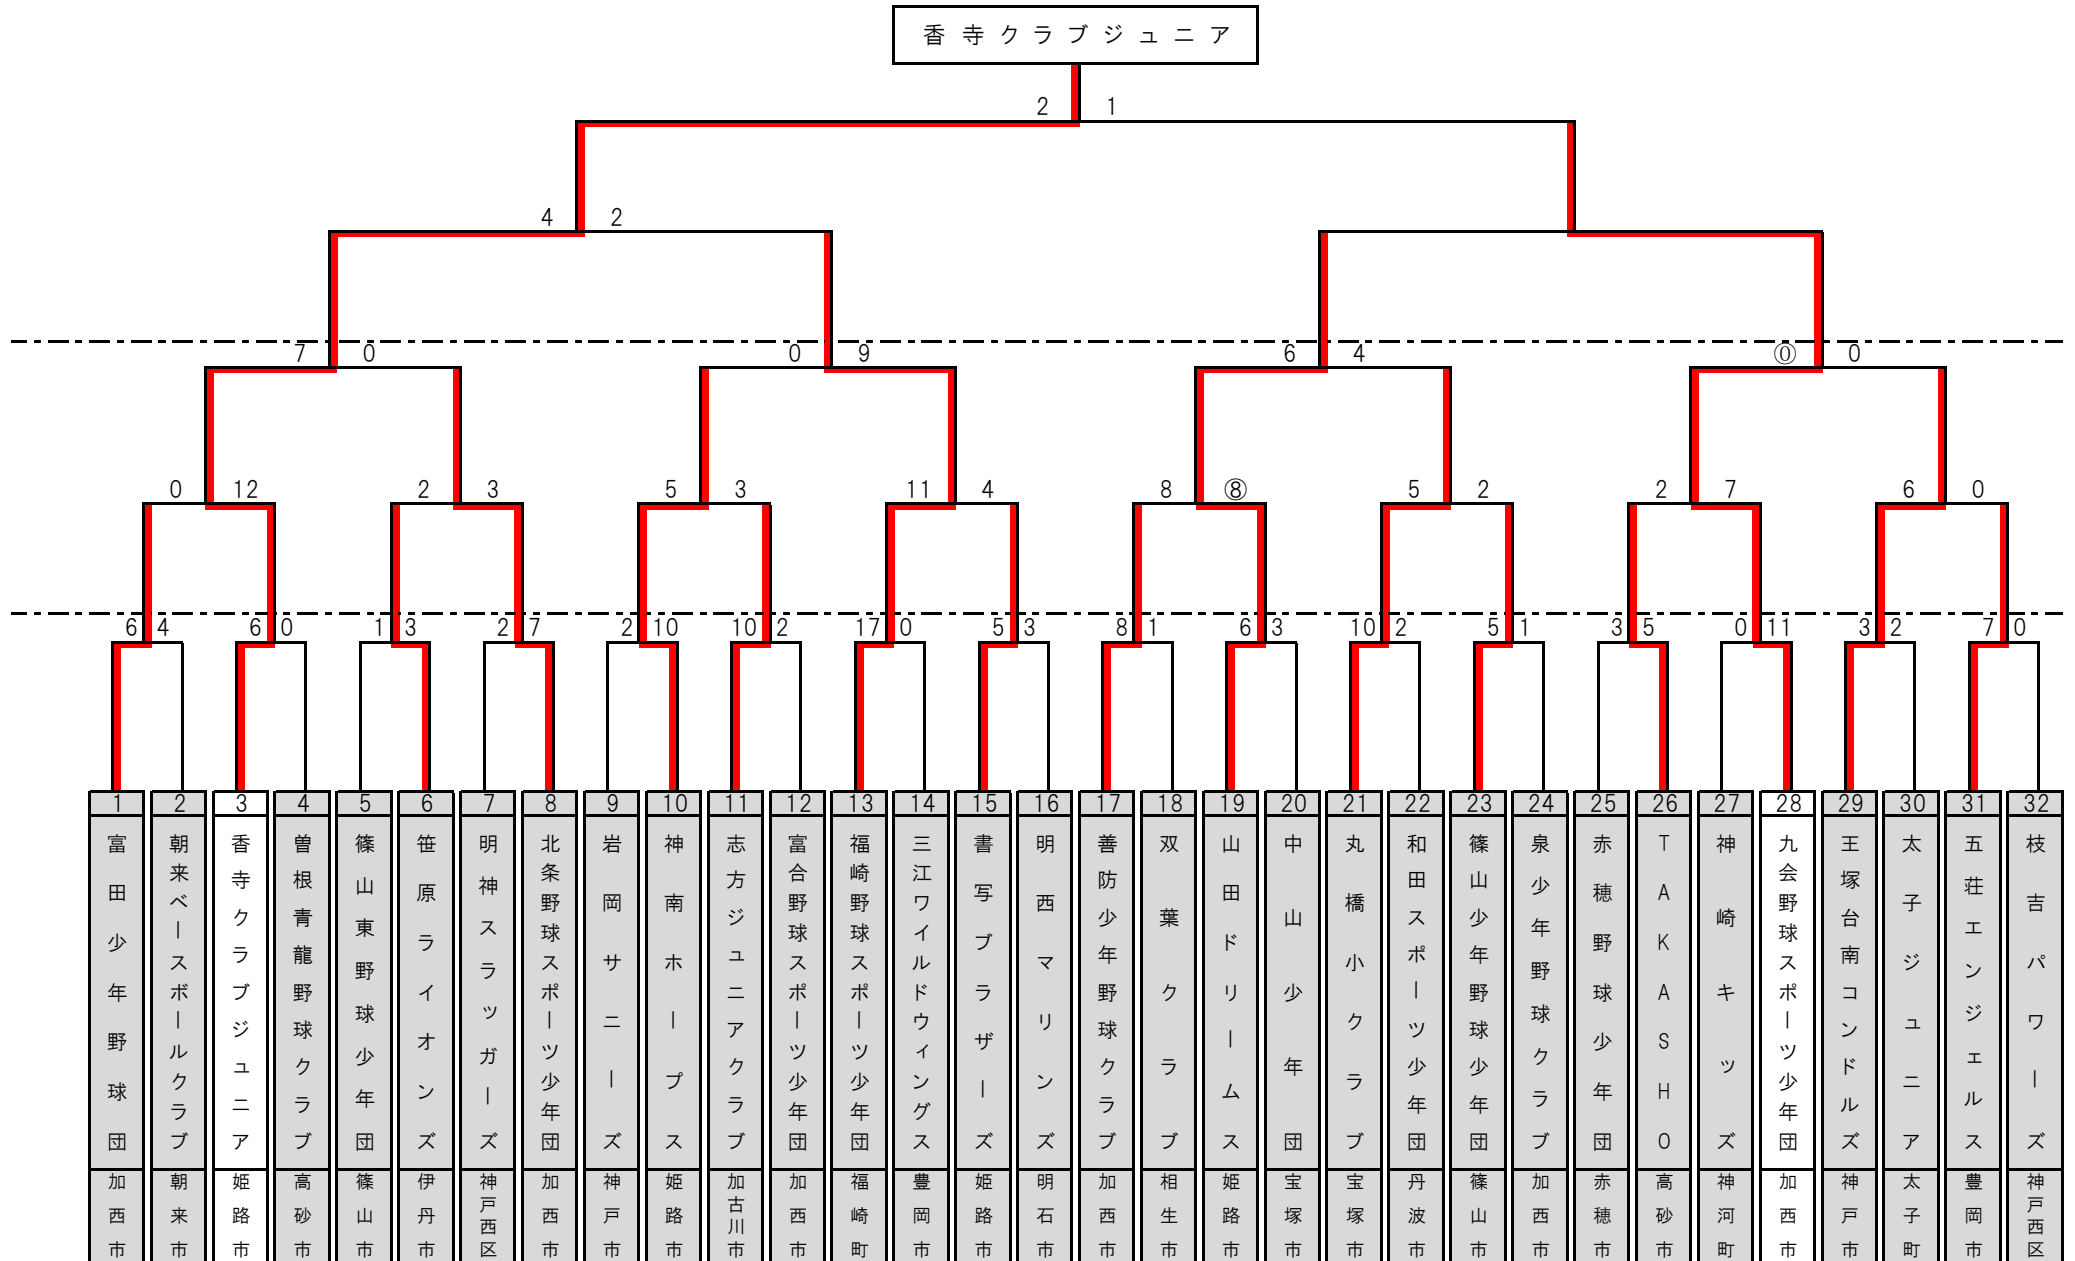 香寺クラブジュニア
2 1
4 2
7 0 0 9 6 4 ⓪ 0
0 12 2 3 5 3 11 4 8 ⑧ 5 2 2 7 6 0
6 4 6 0 1 3 2 7 2 10 10 2 17 0 5 3 8 1 6 3 10 2 5 1 3 5 0 11 3 2 7 0
1 富田少年野球団 加西市
2 朝来ベースボールクラブ 朝来市
3 香寺クラブジュニア 姫路市
4 曽根青龍野球クラブ 高砂市
5 篠山東野球少年団 篠山市
6 笹原ライオンズ 伊丹市
7 明神スラッガーズ 神戸西区
8 北条野球スポーツ少年団 加西市
9 岩岡サニーズ 神戸市
10 神南ホープス 姫路市
11 志方ジュニアクラブ 加古川市
12 富合野球スポーツ少年団 加西市
13 福崎野球スポーツ少年団 福崎町
14 三江ワイルドウィングス 豊岡市
15 書写ブラザーズ 姫路市
16 明西マリンズ 明石市
17 善防少年野球クラブ 加西市
18 双葉クラブ 相生市
19 山田ドリームス 姫路市
20 中山少年団 宝塚市
21 丸橋小クラブ 宝塚市
22 和田スポーツ少年団 丹波市
23 篠山少年野球少年団 篠山市
24 泉少年野球クラブ 加西市
25 赤穂野球少年団 赤穂市
26 TAKASHO 高砂市
27 神崎キッズ 神河町
28 九会野球スポーツ少年団 加西市
29 王塚台南コンドルズ 神戸市
30 太子ジュニア 太子町
31 五荘エンジェルス 豊岡市
32 枝吉パワーズ 神戸西区